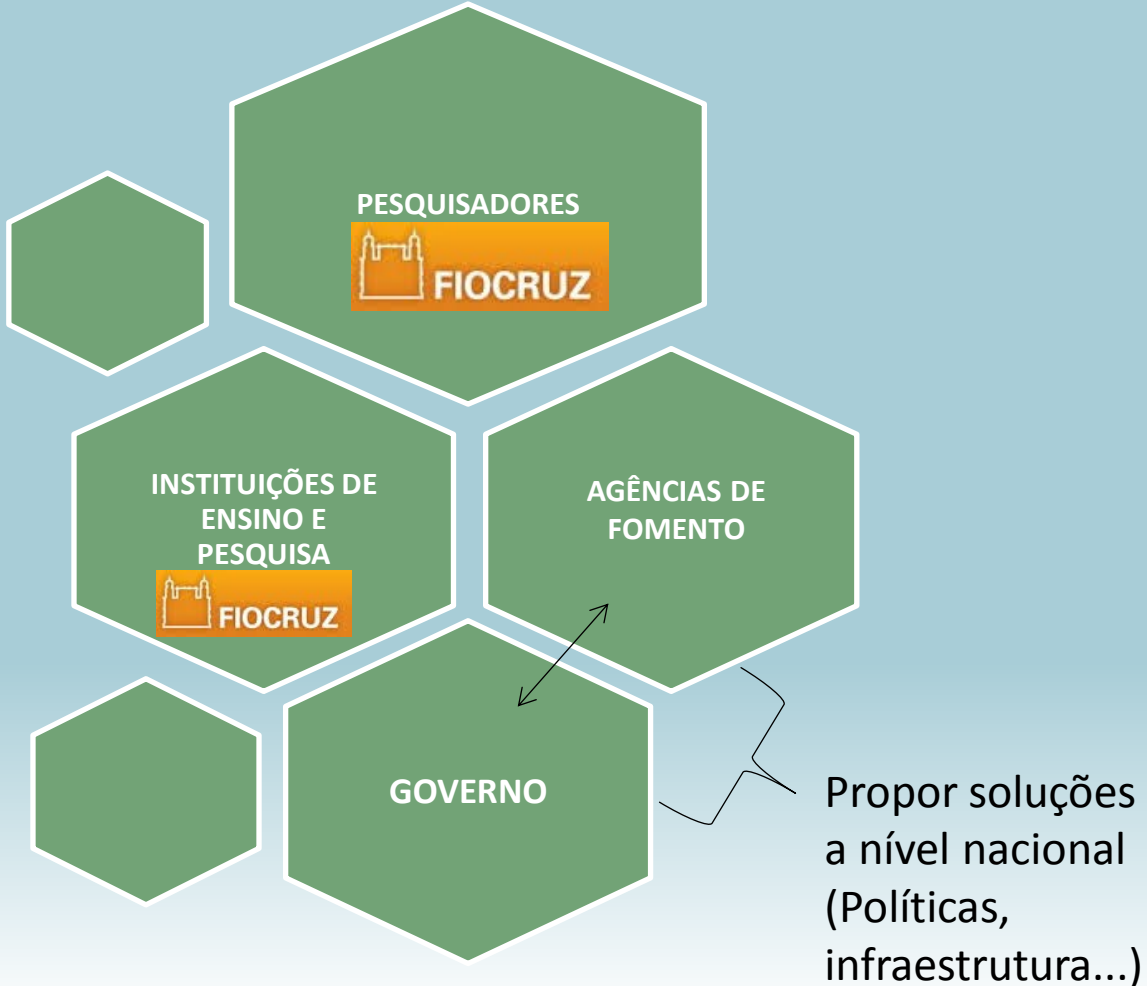 PESQUISADORES
FIOCRUZ
INSTITUIÇÕES DE
ENSINO E
PESQUISA
FIOCRUZ
AGÊNCIAS DE
FOMENTO
GOVERNO
Propor soluções
a nível nacional
(Políticas,
infraestrutura...)